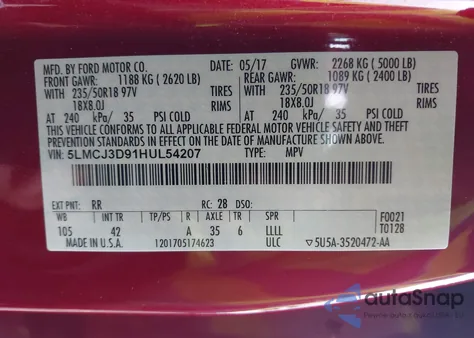 MFD. BY FORD MOTOR CO. 05/17 GVWR: 2268 KG ( 5000 LB)
FRONT GAWR: 1188 KG ( 2620 LB) REAR GAWR: 1089 KG ( 2400 LB)
WITH 235/50R18 97V TIRES WITH 235/50R18 97V TIRES
18X8.0J RIMS 18X8.0J RIMS
AT 240 kPa/ 35 PSI COLD AT 240 kPa/ 35 PSI COLD
THIS VEHICLE CONFORMS TO ALL APPLICABLE FEDERAL MOTOR VEHICLE SAFETY AND THEFT PREVENTION STANDARDS IN EFFECT ON THE DATE OF MANUFACTURE SHOWN ABOVE.
VIN: 5LMCJ3D91HUL54207 TYPE: MPV
EXT PNT: RR RC: 28 DSO:
WB INT TR TP/PS R AXLE TR SPR F0021
105 42 A 35 6 LLLL T0128
MADE IN U.S.A. 1201705174623 ULC ▽5U5A-3520472-AA
autoSnap